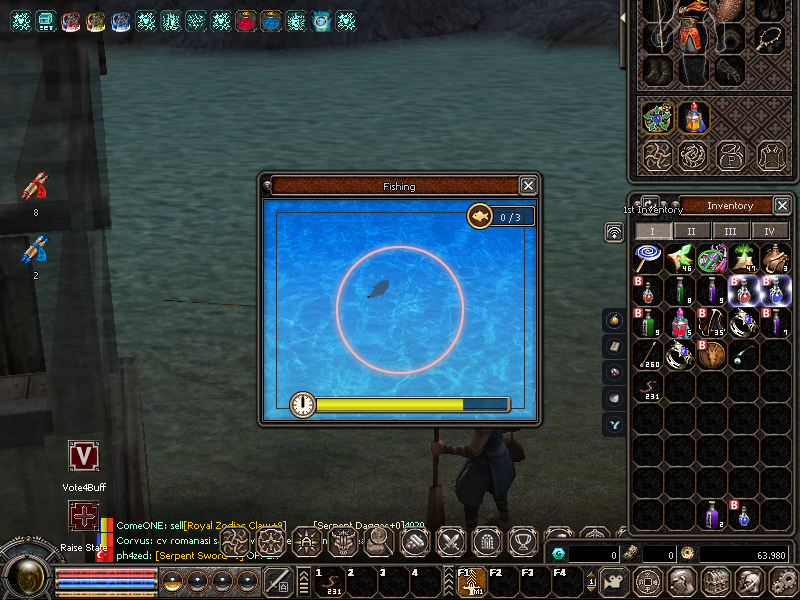 SET
8
2
Fishing
0 / 3
1st Inventory
Inventory
I II III IV
46 47 3
B 8 9 B B
B 9 5 B 35 B 7
260 B
231
2 B
Vote4Buff
Raise State
ComeONE: sell[Royal Zodiac Claw+9] [Serpent Dagger+0]
Corvus: cv romanasi s
ph4zed: [Serpent Sword
0 0 63.980
1 2 3 4 F1 F2 F3 F4 1
231 M1